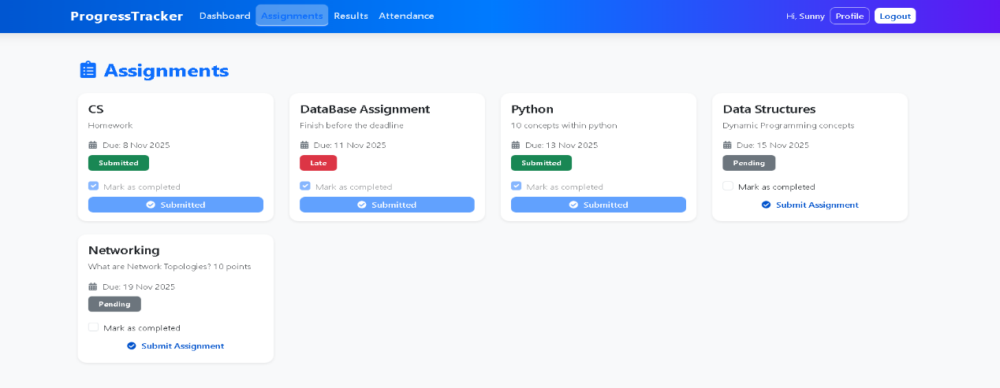 ProgressTracker Dashboard Assignments Results Attendance Hi, Sunny Profile Logout
Assignments
CS
Homework
Due: 8 Nov 2025
Submitted
Mark as completed
Submitted
DataBase Assignment
Finish before the deadline
Due: 11 Nov 2025
Late
Mark as completed
Submitted
Python
10 concepts within python
Due: 13 Nov 2025
Submitted
Mark as completed
Submitted
Data Structures
Dynamic Programming concepts
Due: 15 Nov 2025
Pending
Mark as completed
Submit Assignment
Networking
What are Network Topologies? 10 points
Due: 19 Nov 2025
Pending
Mark as completed
Submit Assignment